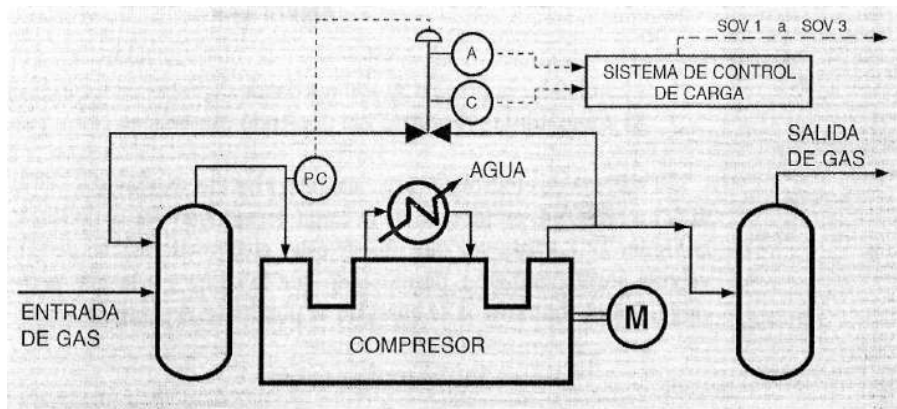 SOV 1 a SOV 3
A
SISTEMA DE CONTROL
DE CARGA
C
SALIDA
DE GAS
PC
AGUA
ENTRADA
DE GAS
COMPRESOR
M